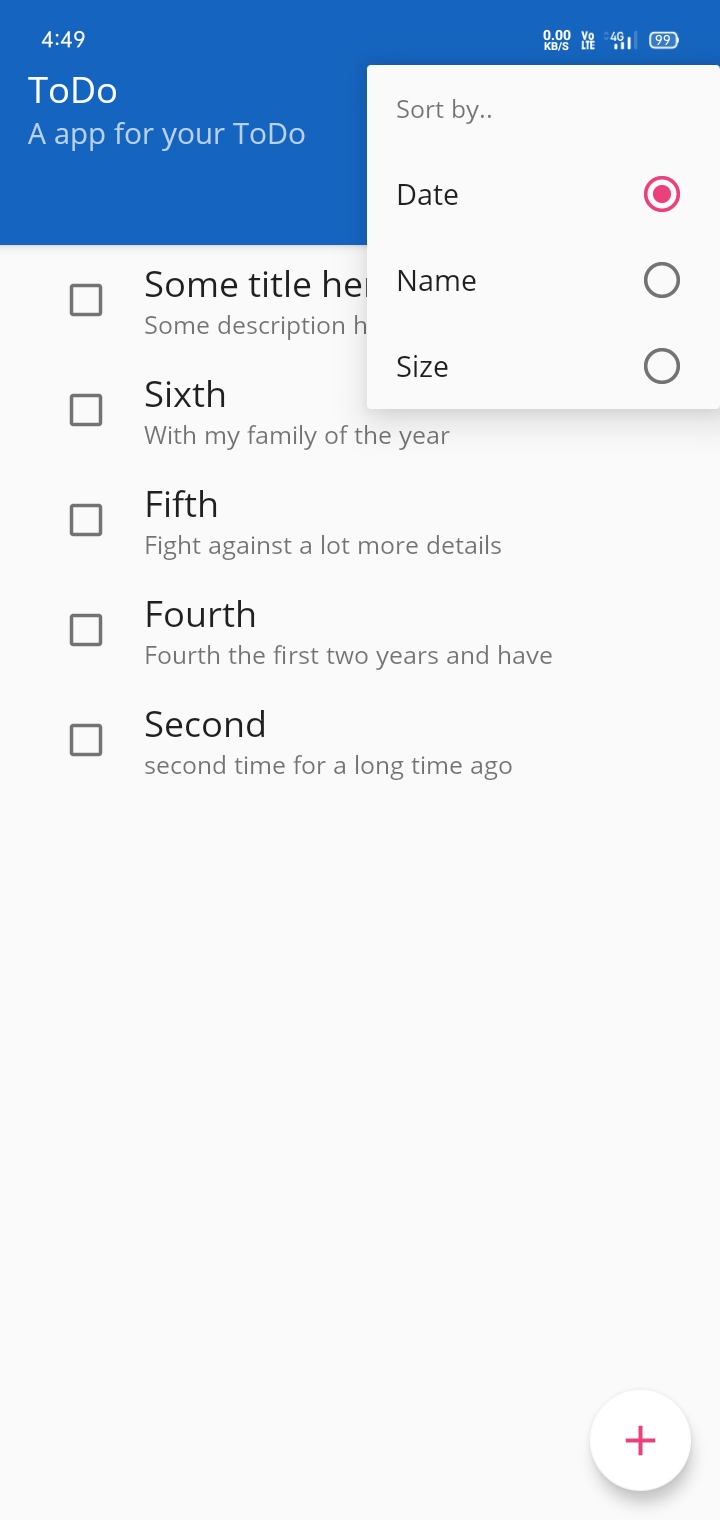 4:49
0.00 KB/S Vo LTE 4G 99
ToDo
A app for your ToDo
Sort by..
Date
Name
Size
Some title her
Some description h
Sixth
With my family of the year
Fifth
Fight against a lot more details
Fourth
Fourth the first two years and have
Second
second time for a long time ago